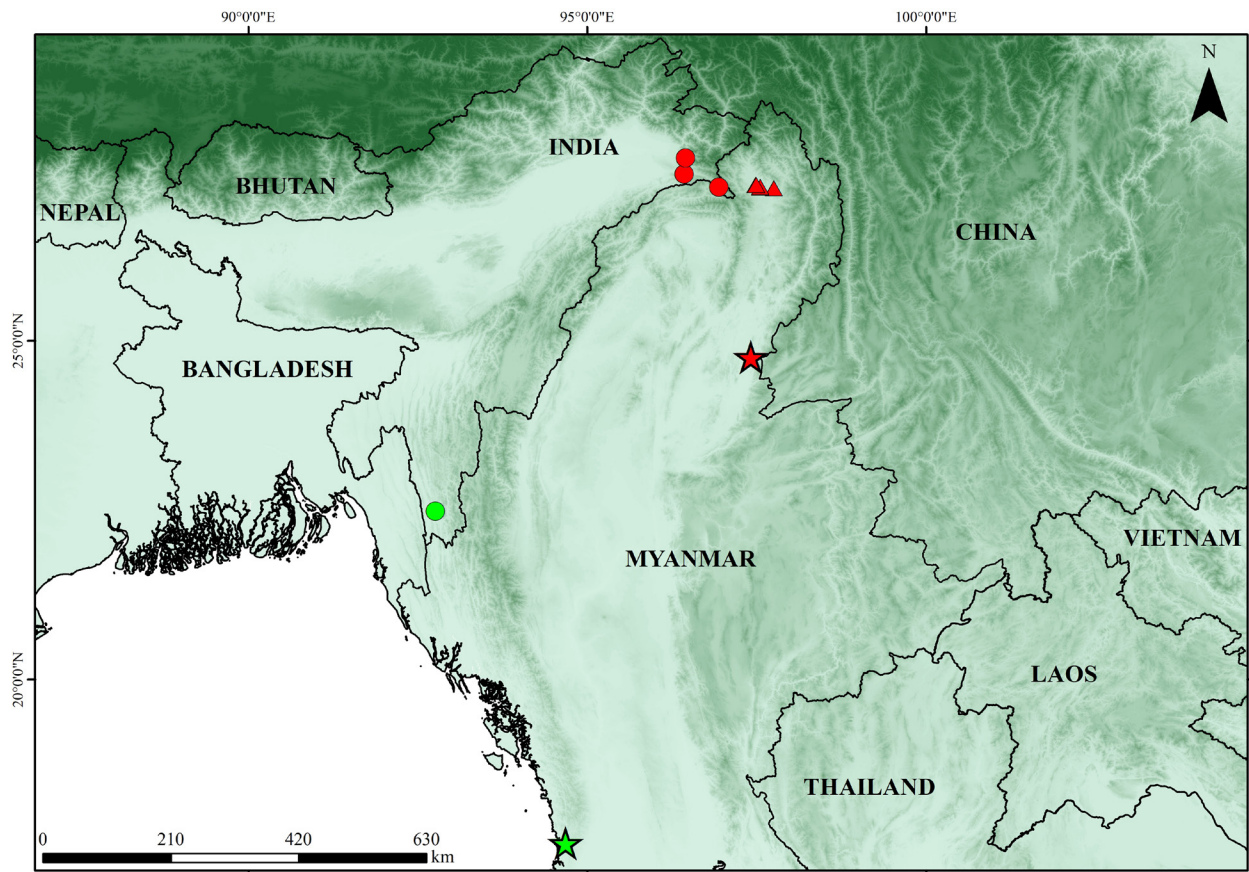 90°0'0"E
95°0'0"E
100°0'0"E
N
INDIA
BHUTAN
NEPAL
CHINA
25°0'0"N
BANGLADESH
VIETNAM
MYANMAR
20°0'0"N
LAOS
THAILAND
0 210 420 630
km